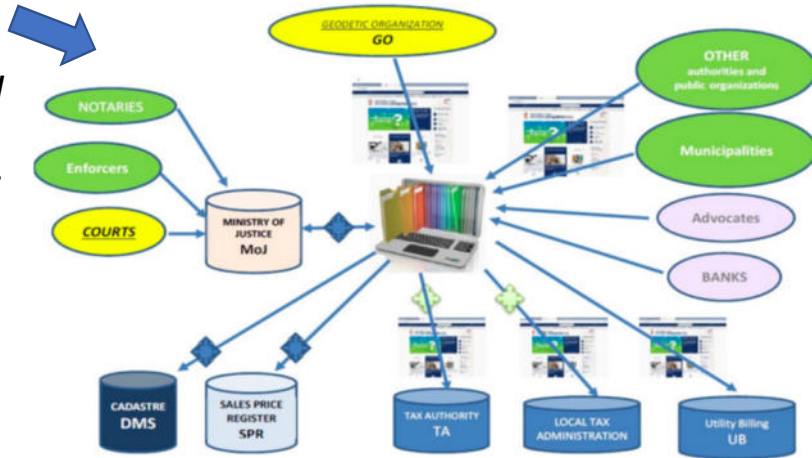 GEODETIC ORGANIZATION
GO
OTHER
authorities and
public organizations
NOTARIES
Enforcers
COURTS
MINISTRY OF
JUSTICE
MoJ
Municipalities
Advocates
BANKS
CADASTRE
DMS
SALES PRICE
REGISTER
SPR
TAX AUTHORITY
TA
LOCAL TAX
ADMINISTRATION
Utility Billing
UB